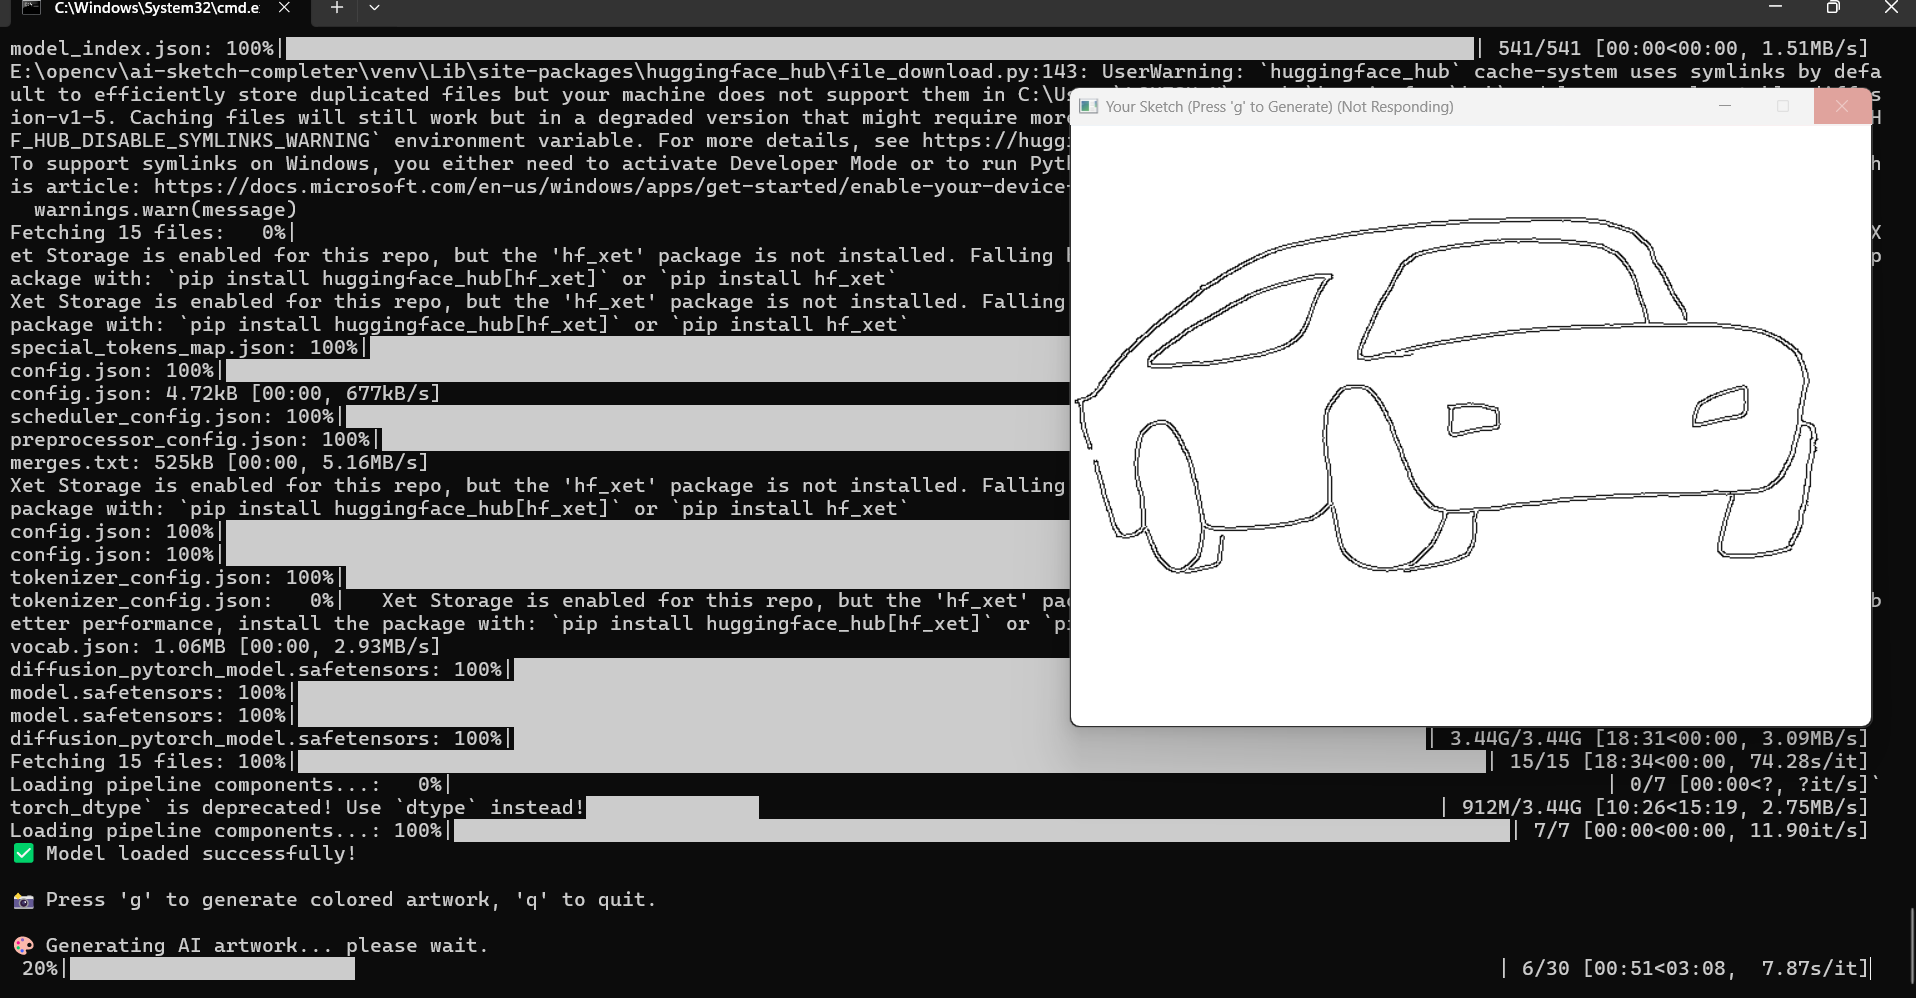 C:\Windows\System32\cmd.e
model_index.json: 100%| | 541/541 [00:00<00:00, 1.51MB/s]
E:\opencv\ai-sketch-completer\venv\Lib\site-packages\huggingface_hub\file_download.py:143: UserWarning: `huggingface_hub` cache-system uses symlinks by defa
ult to efficiently store duplicated files but your machine does not support them in
ion-v1-5. Caching files will still work but in a degraded version that might require
F_HUB_DISABLE_SYMLINKS_WARNING` environment variable. For more details, see
To support symlinks on Windows, you either need to activate Developer Mode or to run
is article: https://docs.microsoft.com/en-us/windows/apps/get-started/enable-your-device-
warnings.warn(message)
Fetching 15 files:   0%|
et Storage is enabled for this repo, but the 'hf_xet' package is not installed. Falling
ackage with: `pip install huggingface_hub[hf_xet]` or `pip install hf_xet`
Xet Storage is enabled for this repo, but the 'hf_xet' package is not installed. Falling
package with: `pip install huggingface_hub[hf_xet]` or `pip install hf_xet`
special_tokens_map.json: 100%|
config.json: 100%|
config.json: 4.72kB [00:00, 677kB/s]
scheduler_config.json: 100%|
preprocessor_config.json: 100%|
merges.txt: 525kB [00:00, 5.16MB/s]
Xet Storage is enabled for this repo, but the 'hf_xet' package is not installed. Falling
package with: `pip install huggingface_hub[hf_xet]` or `pip install hf_xet`
config.json: 100%|
config.json: 100%|
tokenizer_config.json: 100%|
tokenizer_config.json:   0%|   Xet Storage is enabled for this repo, but the 'hf_xet'
etter performance, install the package with: `pip install huggingface_hub[hf_xet]` or
vocab.json: 1.06MB [00:00, 2.93MB/s]
diffusion_pytorch_model.safetensors: 100%|
model.safetensors: 100%|
model.safetensors: 100%|
diffusion_pytorch_model.safetensors: 100%| | 3.44G/3.44G [18:31<00:00, 3.09MB/s]
Fetching 15 files: 100%| | 15/15 [18:34<00:00, 74.28s/it]
Loading pipeline components...:   0%| | 0/7 [00:00<?, ?it/s]`
torch_dtype` is deprecated! Use `dtype` instead! | 912M/3.44G [10:26<15:19, 2.75MB/s]
Loading pipeline components...: 100%| | 7/7 [00:00<00:00, 11.90it/s]
✅ Model loaded successfully!
📸 Press 'g' to generate colored artwork, 'q' to quit.
🎨 Generating AI artwork... please wait.
20%| | 6/30 [00:51<03:08,  7.87s/it]
Your Sketch (Press 'g' to Generate) (Not Responding)